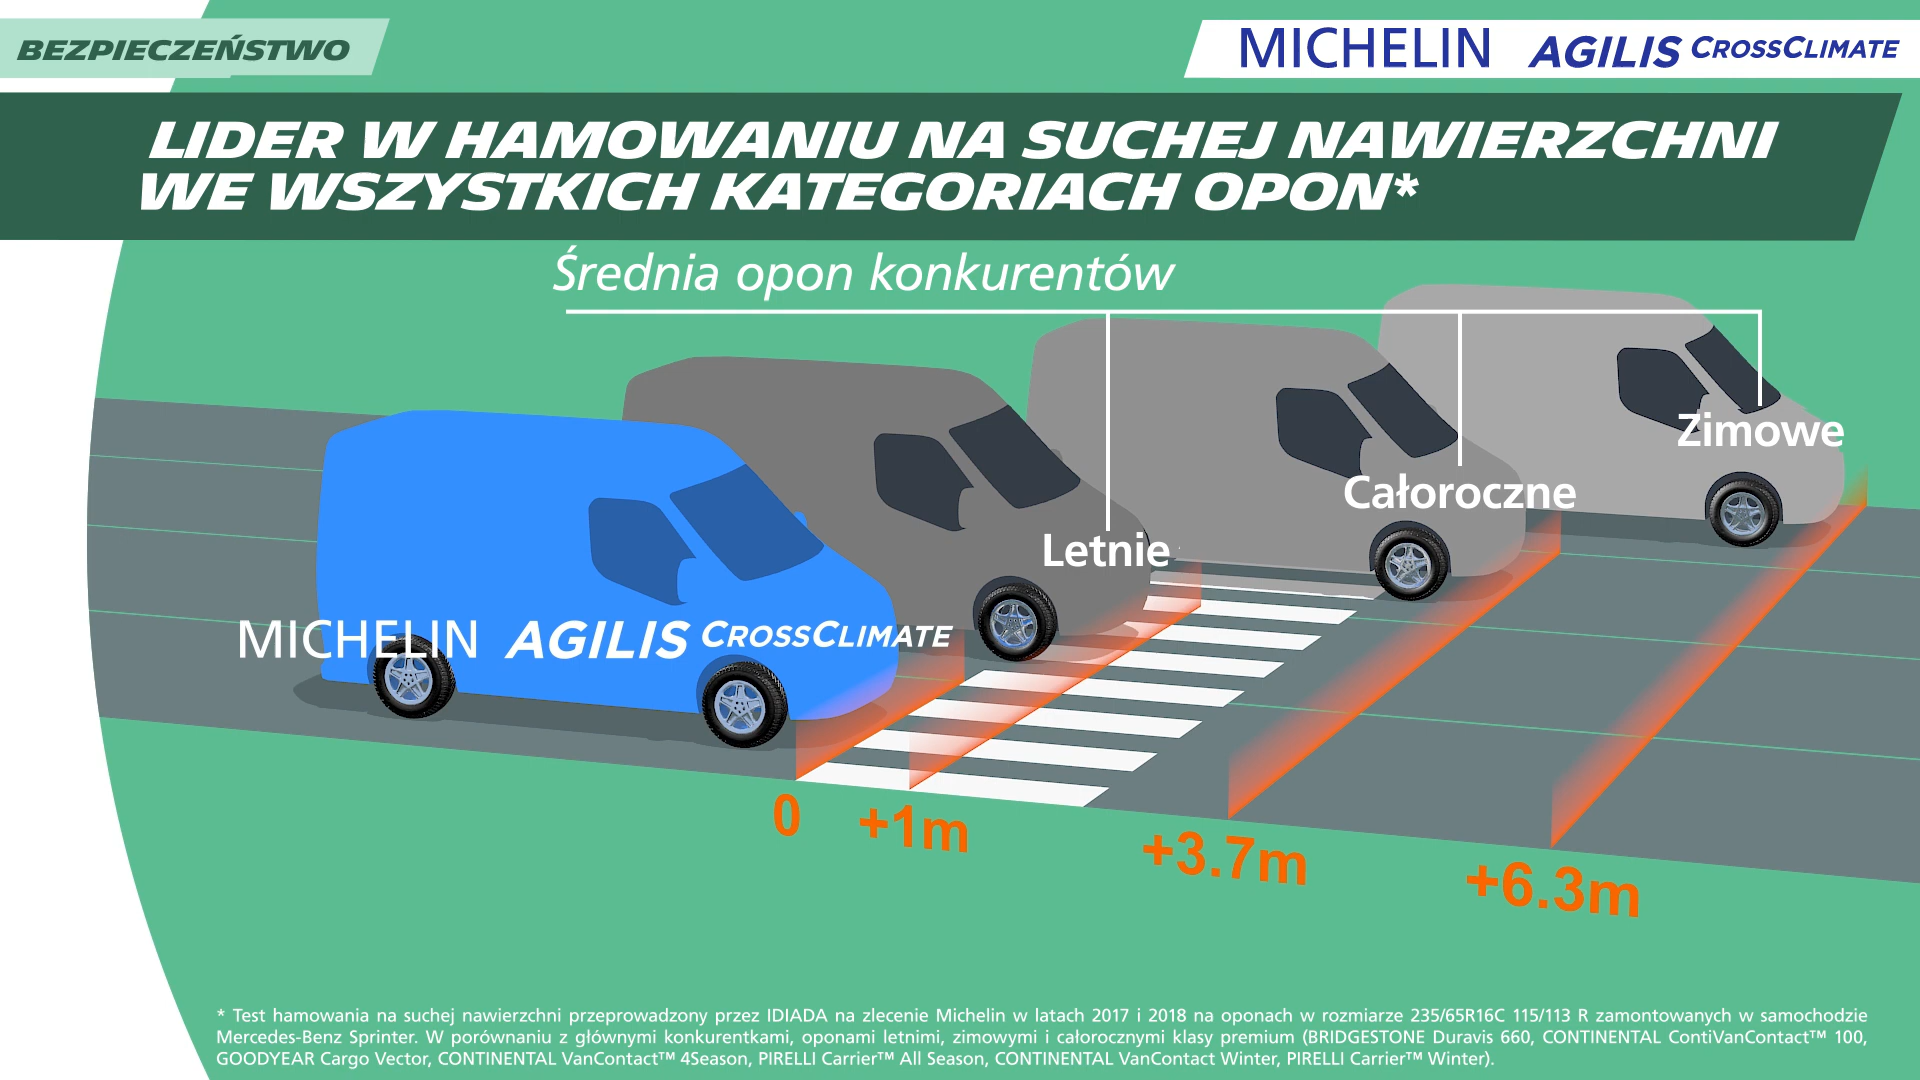 BEZPIECZEŃSTWO
MICHELIN AGILIS CROSSCLIMATE
LIDER W HAMOWANIU NA SUCHEJ NAWIERZCHNI
WE WSZYSTKICH KATEGORIACH OPON*
Średnia opon konkurentów
Zimowe
Całoroczne
Letnie
MICHELIN AGILIS CROSSCLIMATE
0
+1m
+3.7m
+6.3m
* Test hamowania na suchej nawierzchni przeprowadzony przez IDIADA na zlecenie Michelin w latach 2017 i 2018 na oponach w rozmiarze 235/65R16C 115/113 R zamontowanych w samochodzie
Mercedes-Benz Sprinter. W porównaniu z głównymi konkurentkami, oponami letnimi, zimowymi i całorocznymi klasy premium (BRIDGESTONE Duravis 660, CONTINENTAL ContiVanContact™ 100,
GOODYEAR Cargo Vector, CONTINENTAL VanContact™ 4Season, PIRELLI Carrier™ All Season, CONTINENTAL VanContact Winter, PIRELLI Carrier™ Winter).